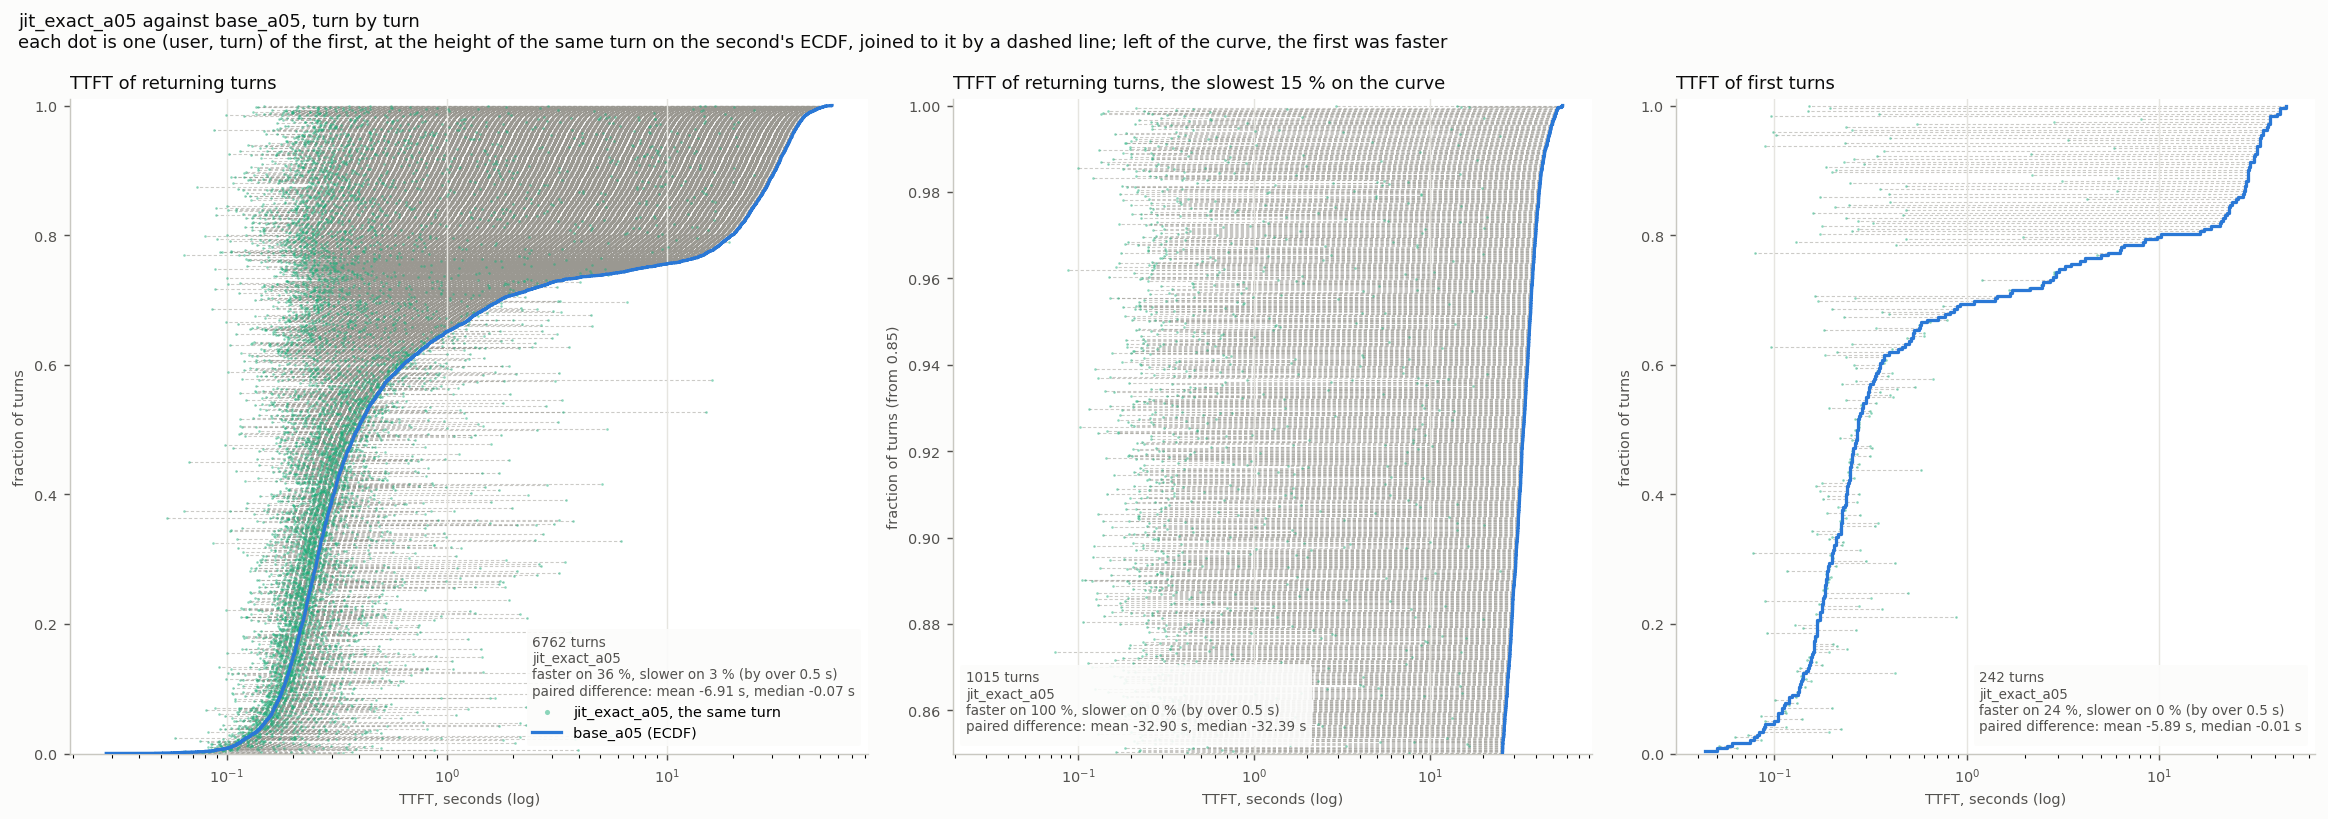 jit_exact_a05 against base_a05, turn by turn
each dot is one (user, turn) of the first, at the height of the same turn on the second's ECDF, joined to it by a dashed line; left of the curve, the first was faster
TTFT of returning turns
fraction of turns
1.0
0.8
0.6
0.4
0.2
0.0
6762 turns
jit_exact_a05
faster on 36 %, slower on 3 % (by over 0.5 s)
paired difference: mean -6.91 s, median -0.07 s
jit_exact_a05, the same turn
base_a05 (ECDF)
10⁻¹
10⁰
10¹
TTFT, seconds (log)
TTFT of returning turns, the slowest 15 % on the curve
fraction of turns (from 0.85)
1.00
0.98
0.96
0.94
0.92
0.90
0.88
0.86
1015 turns
jit_exact_a05
faster on 100 %, slower on 0 % (by over 0.5 s)
paired difference: mean -32.90 s, median -32.39 s
10⁻¹
10⁰
10¹
TTFT, seconds (log)
TTFT of first turns
fraction of turns
1.0
0.8
0.6
0.4
0.2
0.0
242 turns
jit_exact_a05
faster on 24 %, slower on 0 % (by over 0.5 s)
paired difference: mean -5.89 s, median -0.01 s
10⁻¹
10⁰
10¹
TTFT, seconds (log)